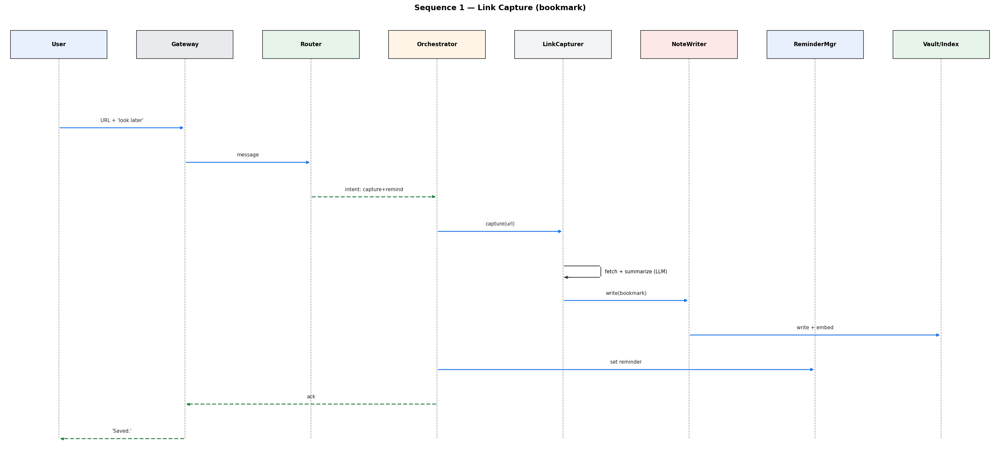 Sequence 1 — Link Capture (bookmark)
User
Gateway
Router
Orchestrator
LinkCapturer
NoteWriter
ReminderMgr
Vault/Index
URL + 'look later'
message
intent: capture+remind
capture(url)
fetch + summarize (LLM)
write(bookmark)
write + embed
set reminder
ack
'Saved.'